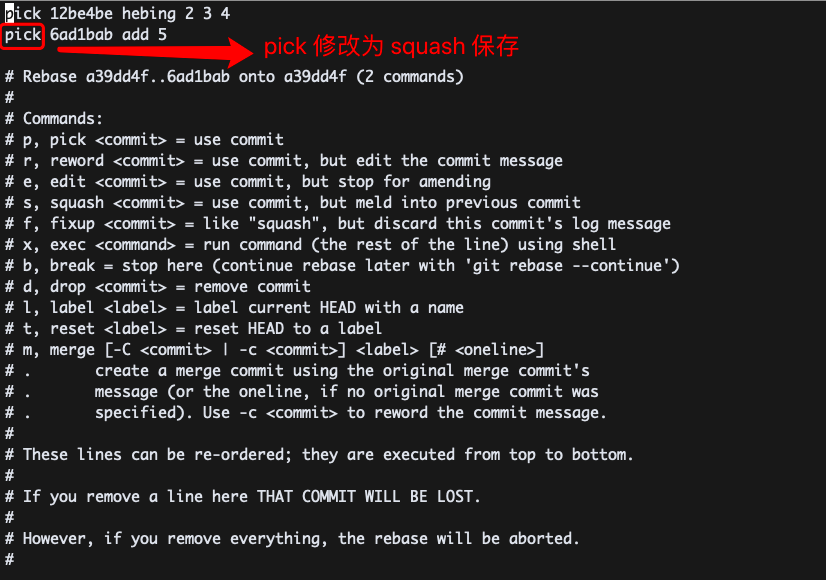 pick 12be4be hebing 2 3 4
pick 6ad1bab add 5
pick 修改为 squash 保存
# Rebase a39dd4f..6ad1bab onto a39dd4f (2 commands)
#
# Commands:
# p, pick <commit> = use commit
# r, reword <commit> = use commit, but edit the commit message
# e, edit <commit> = use commit, but stop for amending
# s, squash <commit> = use commit, but meld into previous commit
# f, fixup <commit> = like "squash", but discard this commit's log message
# x, exec <command> = run command (the rest of the line) using shell
# b, break = stop here (continue rebase later with 'git rebase --continue')
# d, drop <commit> = remove commit
# l, label <label> = label current HEAD with a name
# t, reset <label> = reset HEAD to a label
# m, merge [-C <commit> | -c <commit>] <label> [# <oneline>]
# .       create a merge commit using the original merge commit's
# .       message (or the oneline, if no original merge commit was
# .       specified). Use -c <commit> to reword the commit message.
#
# These lines can be re-ordered; they are executed from top to bottom.
#
# If you remove a line here THAT COMMIT WILL BE LOST.
#
# However, if you remove everything, the rebase will be aborted.
#